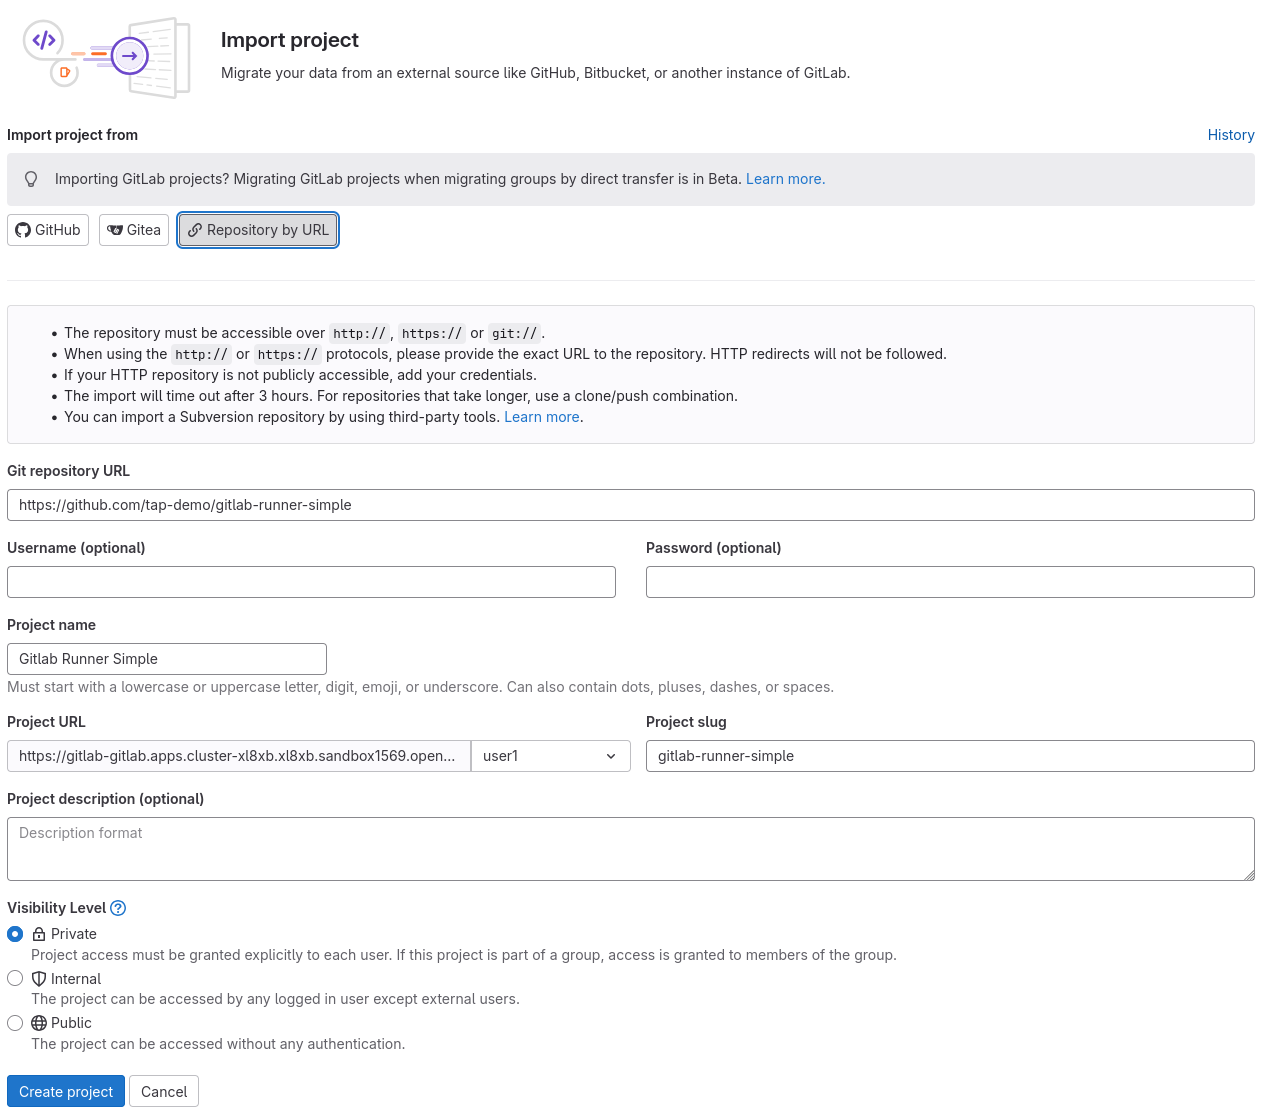 Import project
Migrate your data from an external source like GitHub, Bitbucket, or another instance of GitLab.
Import project from
History
Importing GitLab projects? Migrating GitLab projects when migrating groups by direct transfer is in Beta. Learn more.
GitHub
Gitea
Repository by URL
• The repository must be accessible over http://, https:// or git://.
• When using the http:// or https:// protocols, please provide the exact URL to the repository. HTTP redirects will not be followed.
• If your HTTP repository is not publicly accessible, add your credentials.
• The import will time out after 3 hours. For repositories that take longer, use a clone/push combination.
• You can import a Subversion repository by using third-party tools. Learn more.
Git repository URL
https://github.com/tap-demo/gitlab-runner-simple
Username (optional)
Password (optional)
Project name
Gitlab Runner Simple
Must start with a lowercase or uppercase letter, digit, emoji, or underscore. Can also contain dots, pluses, dashes, or spaces.
Project URL
Project slug
https://gitlab-gitlab.apps.cluster-xl8xb.xl8xb.sandbox1569.open...
user1
gitlab-runner-simple
Project description (optional)
Description format
Visibility Level
Private
Project access must be granted explicitly to each user. If this project is part of a group, access is granted to members of the group.
Internal
The project can be accessed by any logged in user except external users.
Public
The project can be accessed without any authentication.
Create project
Cancel